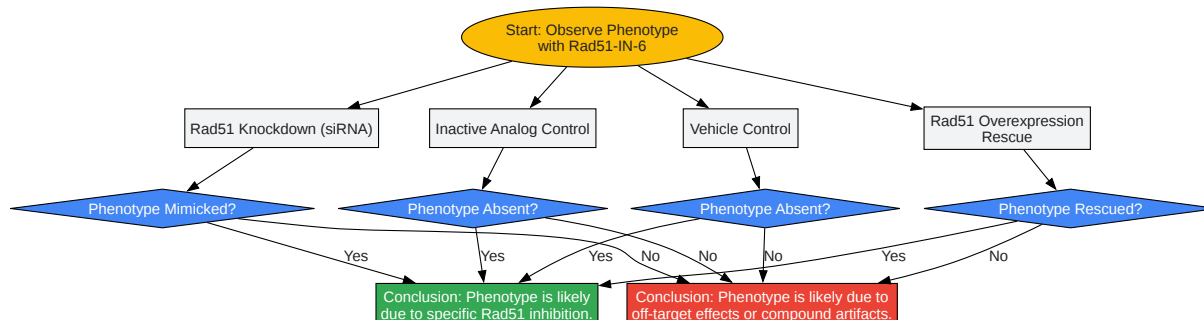 Start: Observe Phenotype
with Rad51-IN-6
Rad51 Knockdown (siRNA)
Inactive Analog Control
Vehicle Control
Rad51 Overexpression
Rescue
Phenotype Mimicked?
Phenotype Absent?
Phenotype Absent?
Phenotype Rescued?
Yes
Yes
Yes
No
No
No
Yes
No
Conclusion: Phenotype is likely
due to specific Rad51 inhibition.
Conclusion: Phenotype is likely due to
off-target effects or compound artifacts.